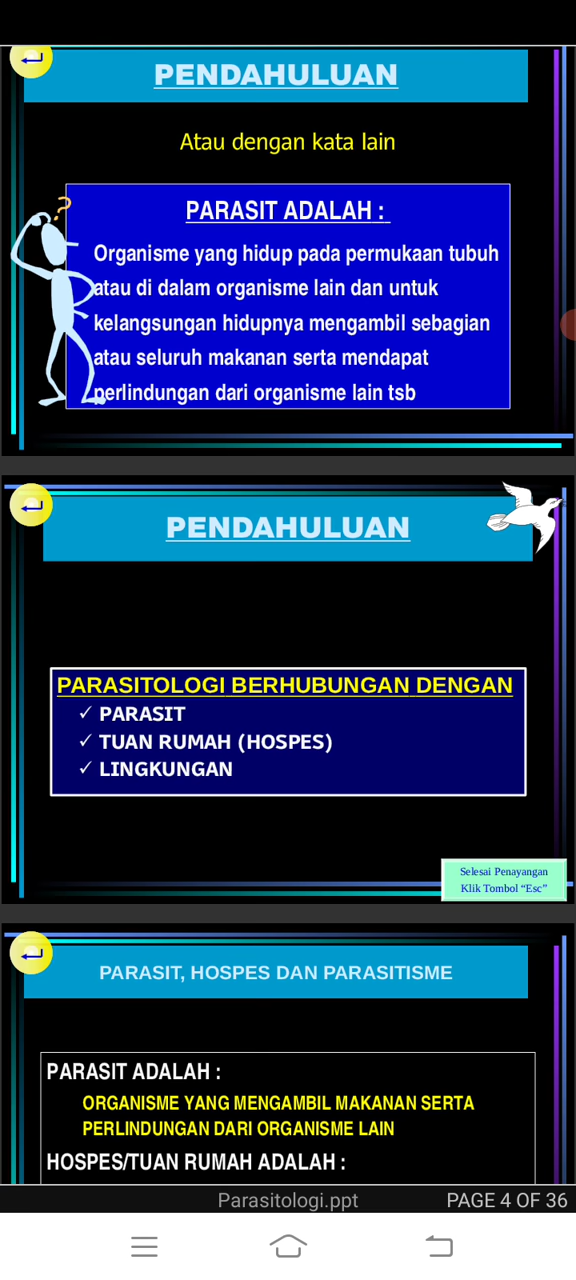 PENDAHULUAN
Atau dengan kata lain
?
PARASIT ADALAH :
Organisme yang hidup pada permukaan tubuh
atau di dalam organisme lain dan untuk
kelangsungan hidupnya mengambil sebagian
atau seluruh makanan serta mendapat
perlindungan dari organisme lain tsb
PENDAHULUAN
PARASITOLOGI BERHUBUNGAN DENGAN
✓ PARASIT
✓ TUAN RUMAH (HOSPES)
✓ LINGKUNGAN
Selesai Penayangan
Klik Tombol “Esc”
PARASIT, HOSPES DAN PARASITISME
PARASIT ADALAH :
ORGANISME YANG MENGAMBIL MAKANAN SERTA
PERLINDUNGAN DARI ORGANISME LAIN
HOSPES/TUAN RUMAH ADALAH :
Parasitologi.ppt
PAGE 4 OF 36